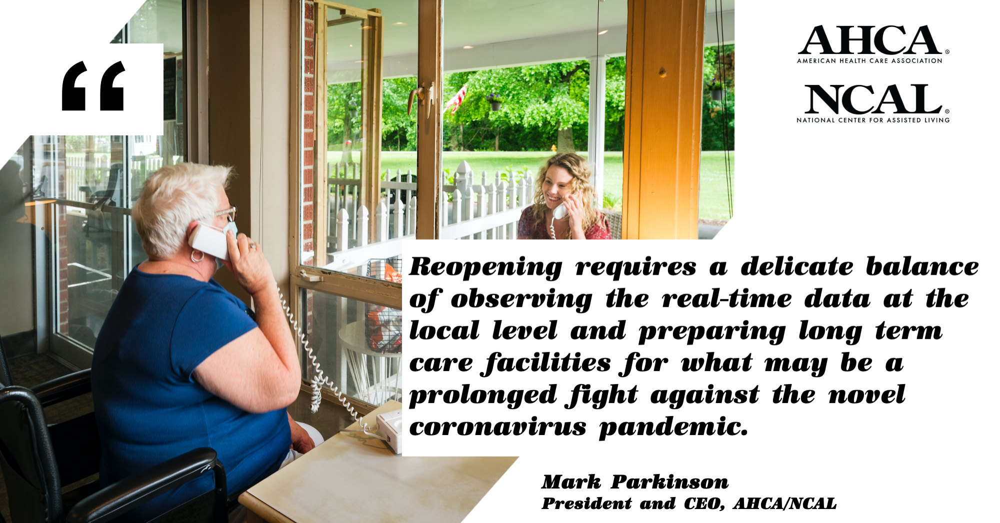 “
AHCA®
AMERICAN HEALTH CARE ASSOCIATION
NCAL®
NATIONAL CENTER FOR ASSISTED LIVING
Reopening requires a delicate balance
of observing the real-time data at the
local level and preparing long term
care facilities for what may be a
prolonged fight against the novel
coronavirus pandemic.
Mark Parkinson
President and CEO, AHCA/NCAL